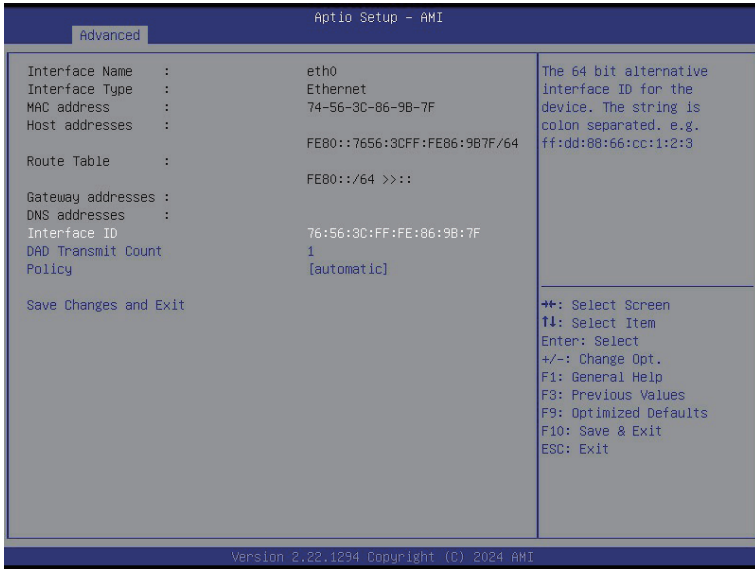 Aptio Setup – AMI
Advanced
Interface Name : eth0
Interface Type : Ethernet
MAC address : 74-56-3C-86-9B-7F
Host addresses :
FE80::7656:3CFF:FE86:9B7F/64
Route Table :
FE80::/64 >>::
Gateway addresses :
DNS addresses :
Interface ID 76:56:3C:FF:FE:86:9B:7F
DAD Transmit Count 1
Policy [automatic]
Save Changes and Exit
The 64 bit alternative
interface ID for the
device. The string is
colon separated. e.g.
ff:dd:88:66:cc:1:2:3
→←: Select Screen
↑↓: Select Item
Enter: Select
+/-: Change Opt.
F1: General Help
F3: Previous Values
F9: Optimized Defaults
F10: Save & Exit
ESC: Exit
Version 2.22.1294 Copyright (C) 2024 AMI